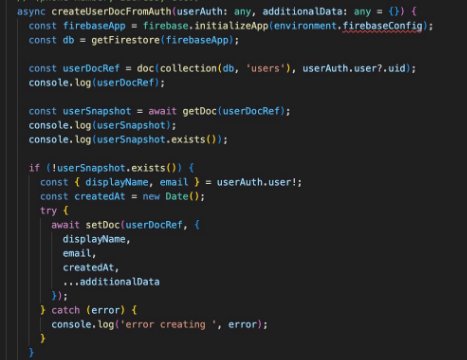 async createUserDocFromAuth(userAuth: any, additionalData: any = {}) {
const firebaseApp = firebase.initializeApp(environment.firebaseConfig);
const db = getFirestore(firebaseApp);
const userDocRef = doc(collection(db, 'users'), userAuth.user?.uid);
console.log(userDocRef);
const userSnapshot = await getDoc(userDocRef);
console.log(userSnapshot);
console.log(userSnapshot.exists());
if (!userSnapshot.exists()) {
const { displayName, email } = userAuth.user!;
const createdAt = new Date();
try {
await setDoc(userDocRef, {
displayName,
email,
createdAt,
...additionalData
});
} catch (error) {
console.log('error creating ', error);
}
}